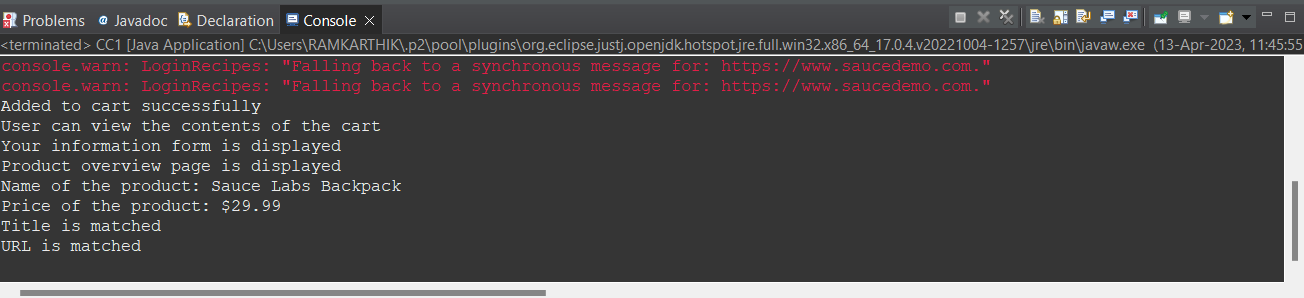 Problems @ Javadoc Declaration Console
<terminated> CC1 [Java Application] C:\Users\RAMKARTHIK\.p2\pool\plugins\org.eclipse.justj.openjdk.hotspot.jre.full.win32.x86_64_17.0.4.v20221004-1257\jre\bin\javaw.exe (13-Apr-2023, 11:45:55
console.warn: LoginRecipes: "Falling back to a synchronous message for: https://www.saucedemo.com."
console.warn: LoginRecipes: "Falling back to a synchronous message for: https://www.saucedemo.com."
Added to cart successfully
User can view the contents of the cart
Your information form is displayed
Product overview page is displayed
Name of the product: Sauce Labs Backpack
Price of the product: $29.99
Title is matched
URL is matched